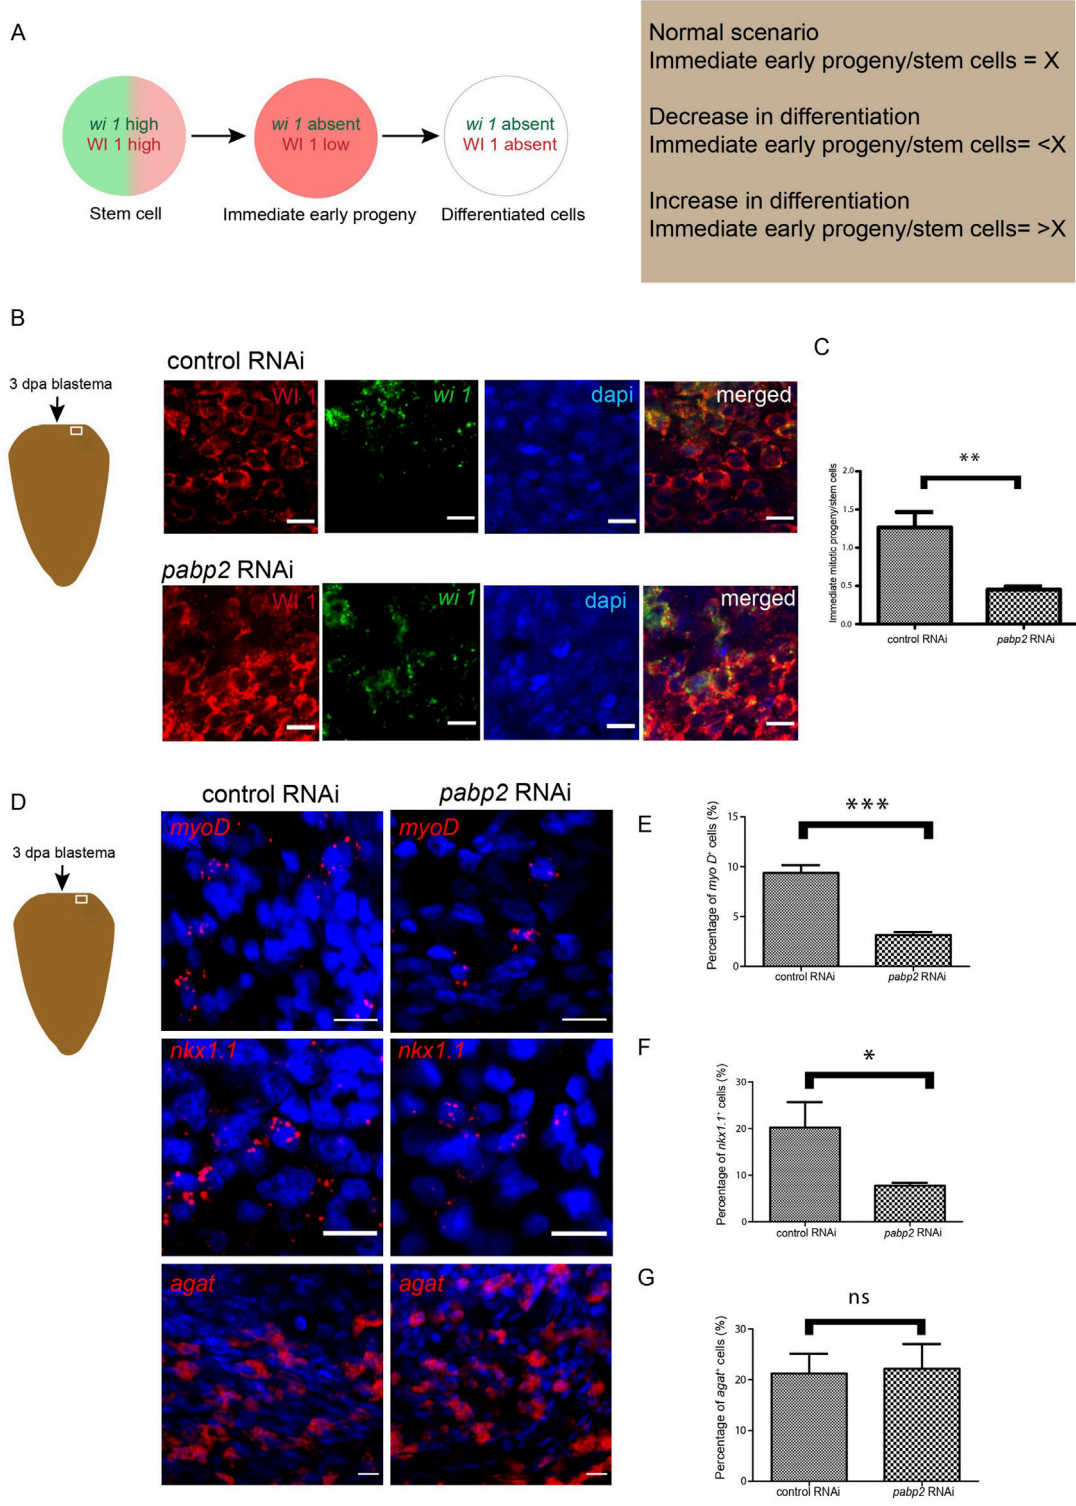 A
wi 1 high
WI 1 high
Stem cell
wi 1 absent
WI 1 low
Immediate early progeny
wi 1 absent
WI 1 absent
Differentiated cells
Normal scenario
Immediate early progeny/stem cells = X
Decrease in differentiation
Immediate early progeny/stem cells= <X
Increase in differentiation
Immediate early progeny/stem cells= >X
B
3 dpa blastema
control RNAi
WI 1
wi 1
dapi
merged
pabp2 RNAi
WI 1
wi 1
dapi
merged
C
**
Immediate mitotic progeny/stem cells
2.0
1.5
1.0
0.5
0.0
control RNAi
pabp2 RNAi
D
3 dpa blastema
control RNAi
pabp2 RNAi
myoD
myoD
nkx1.1
nkx1.1
agat
agat
E
***
Percentage of myo D+ cells (%)
15
10
5
0
control RNAi
pabp2 RNAi
F
*
Percentage of nkx1.1+ cells (%)
30
20
10
0
control RNAi
pabp2 RNAi
G
ns
Percentage of agat+ cells (%)
30
20
10
0
control RNAi
pabp2 RNAi